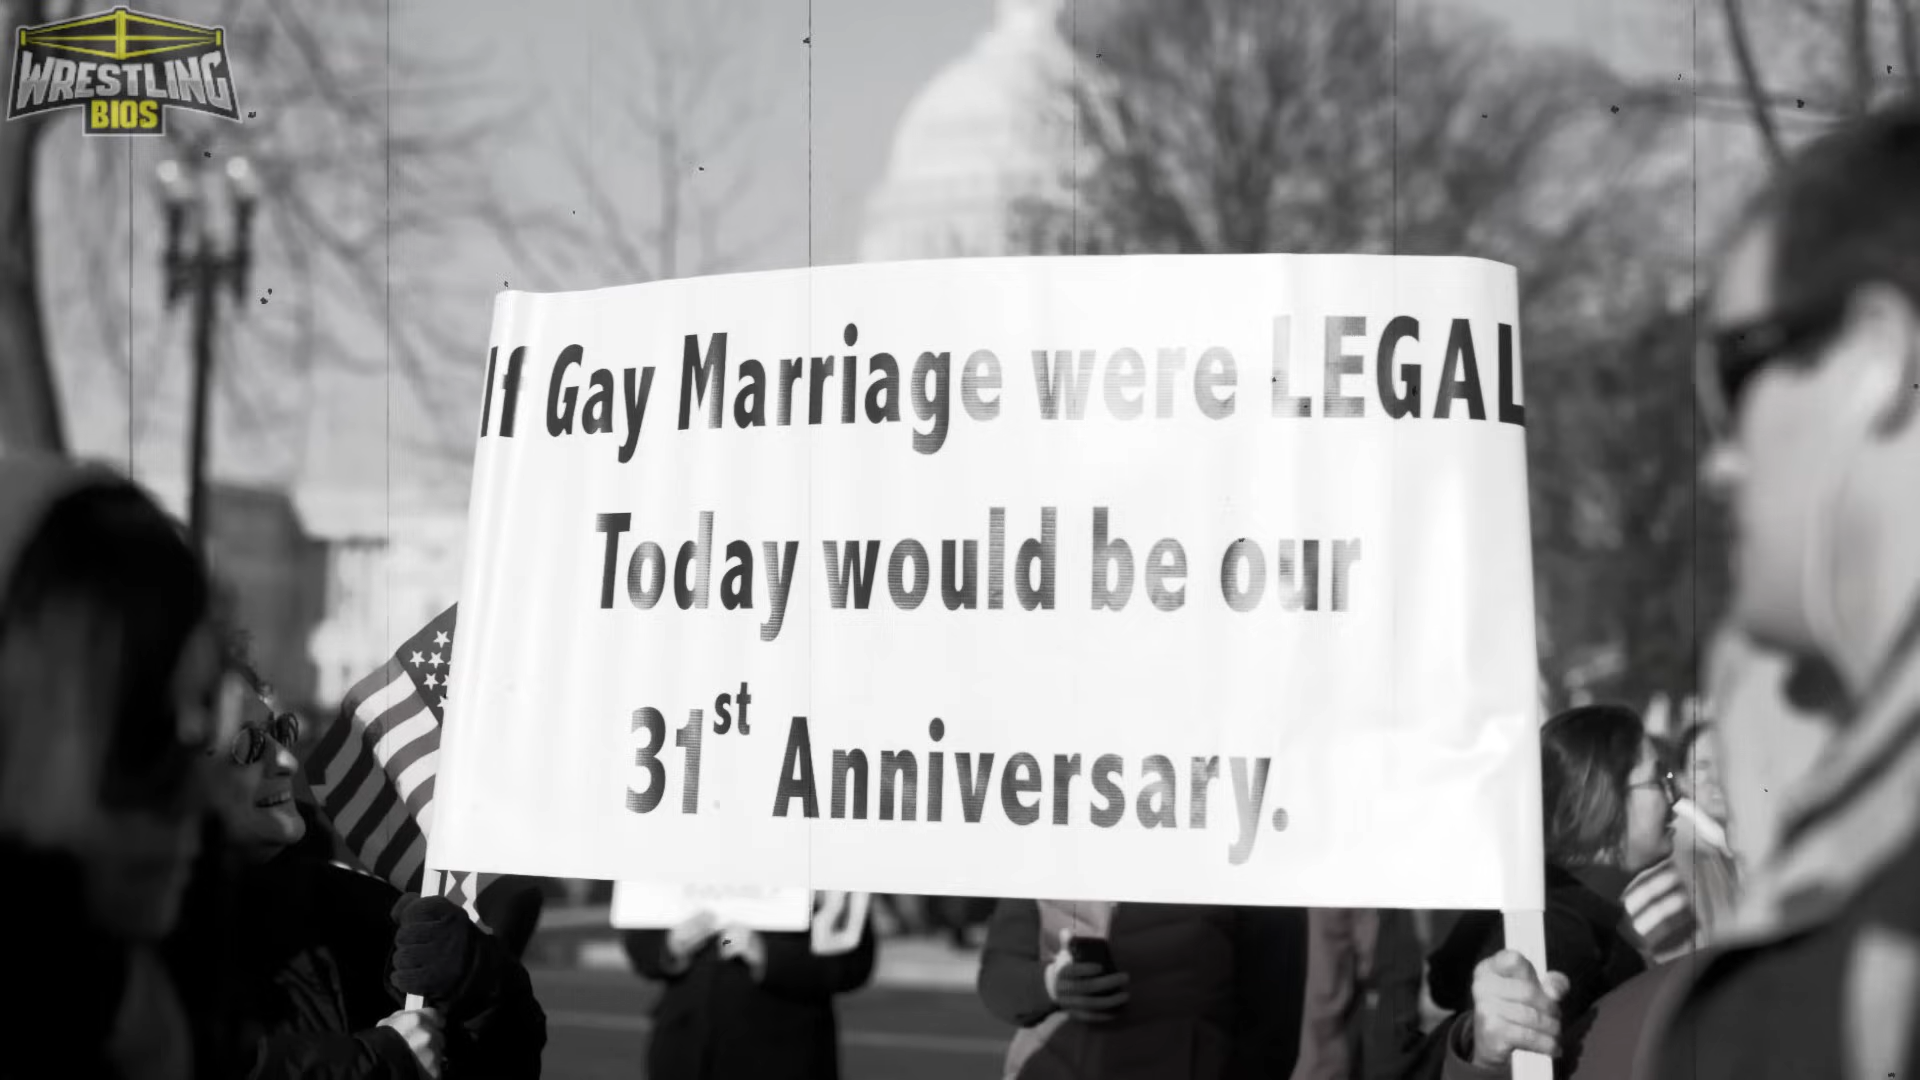 WRESTLING
BIOS
If Gay Marriage were LEGAL
Today would be our
31st Anniversary.